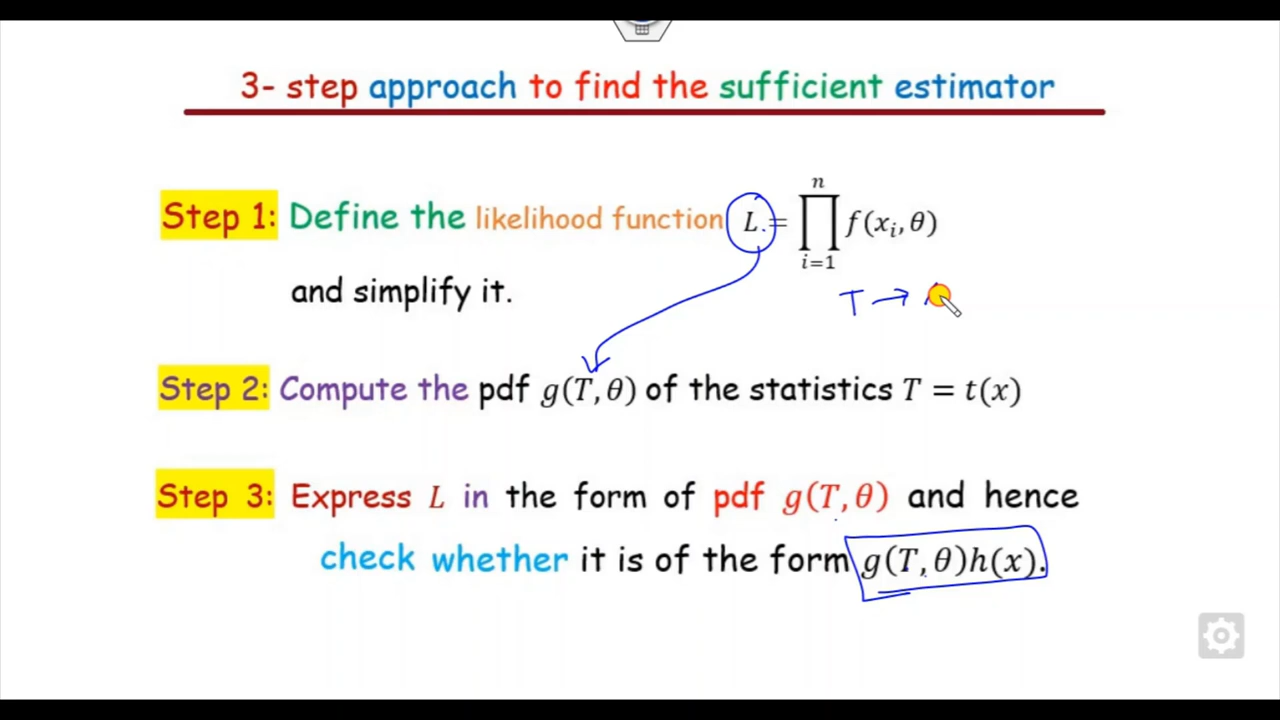 3- step approach to find the sufficient estimator
Step 1: Define the likelihood function L.= ∏ᵢ₌₁ⁿ f(xᵢ, θ)
and simplify it.
T →
Step 2: Compute the pdf g(T, θ) of the statistics T = t(x)
Step 3: Express L in the form of pdf g(T, θ) and hence
check whether it is of the form g(T, θ)h(x).